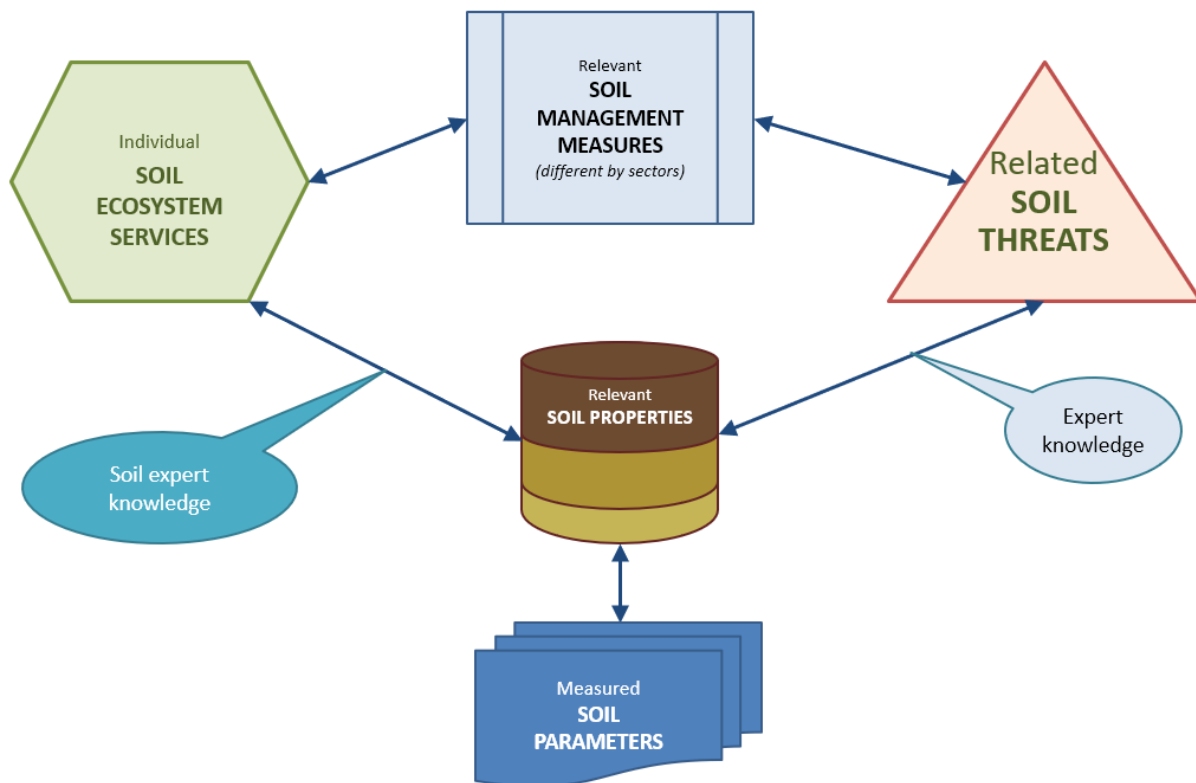 Relevant
SOIL
MANAGEMENT
MEASURES
(different by sectors)
Individual
SOIL
ECOSYSTEM
SERVICES
Related
SOIL
THREATS
Relevant
SOIL PROPERTIES
Soil expert
knowledge
Expert
knowledge
Measured
SOIL
PARAMETERS